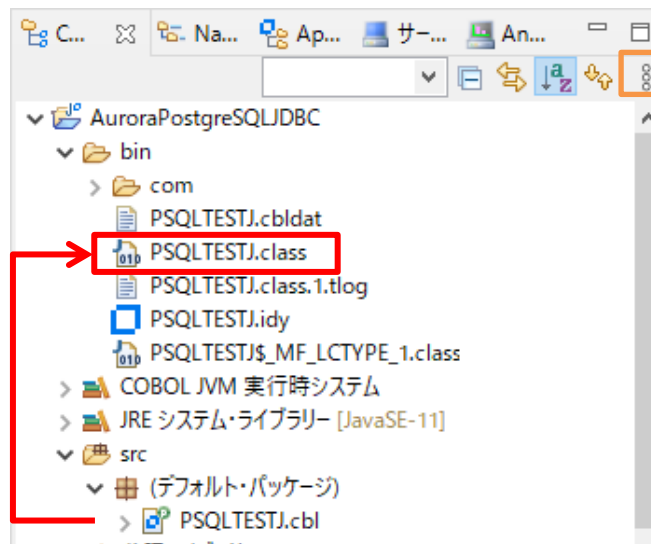 C... Na... Ap... サー... An...
AuroraPostgreSQLJDBC
bin
com
PSQLTESTJ.cbldat
PSQLTESTJ.class
PSQLTESTJ.class.1.tlog
PSQLTESTJ.idy
PSQLTESTJ$_MF_LCTYPE_1.class
COBOL JVM 実行時システム
JRE システム・ライブラリー [JavaSE-11]
src
(デフォルト・パッケージ)
PSQLTESTJ.cbl